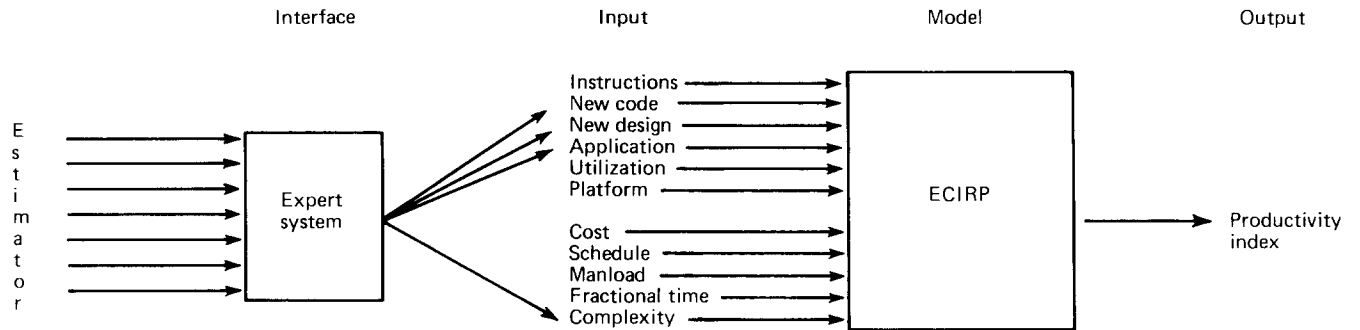 Interface Input Model Output
Estimator
Expert
system
Instructions
New code
New design
Application
Utilization
Platform
Cost
Schedule
Manload
Fractional time
Complexity
ECIRP
Productivity
index